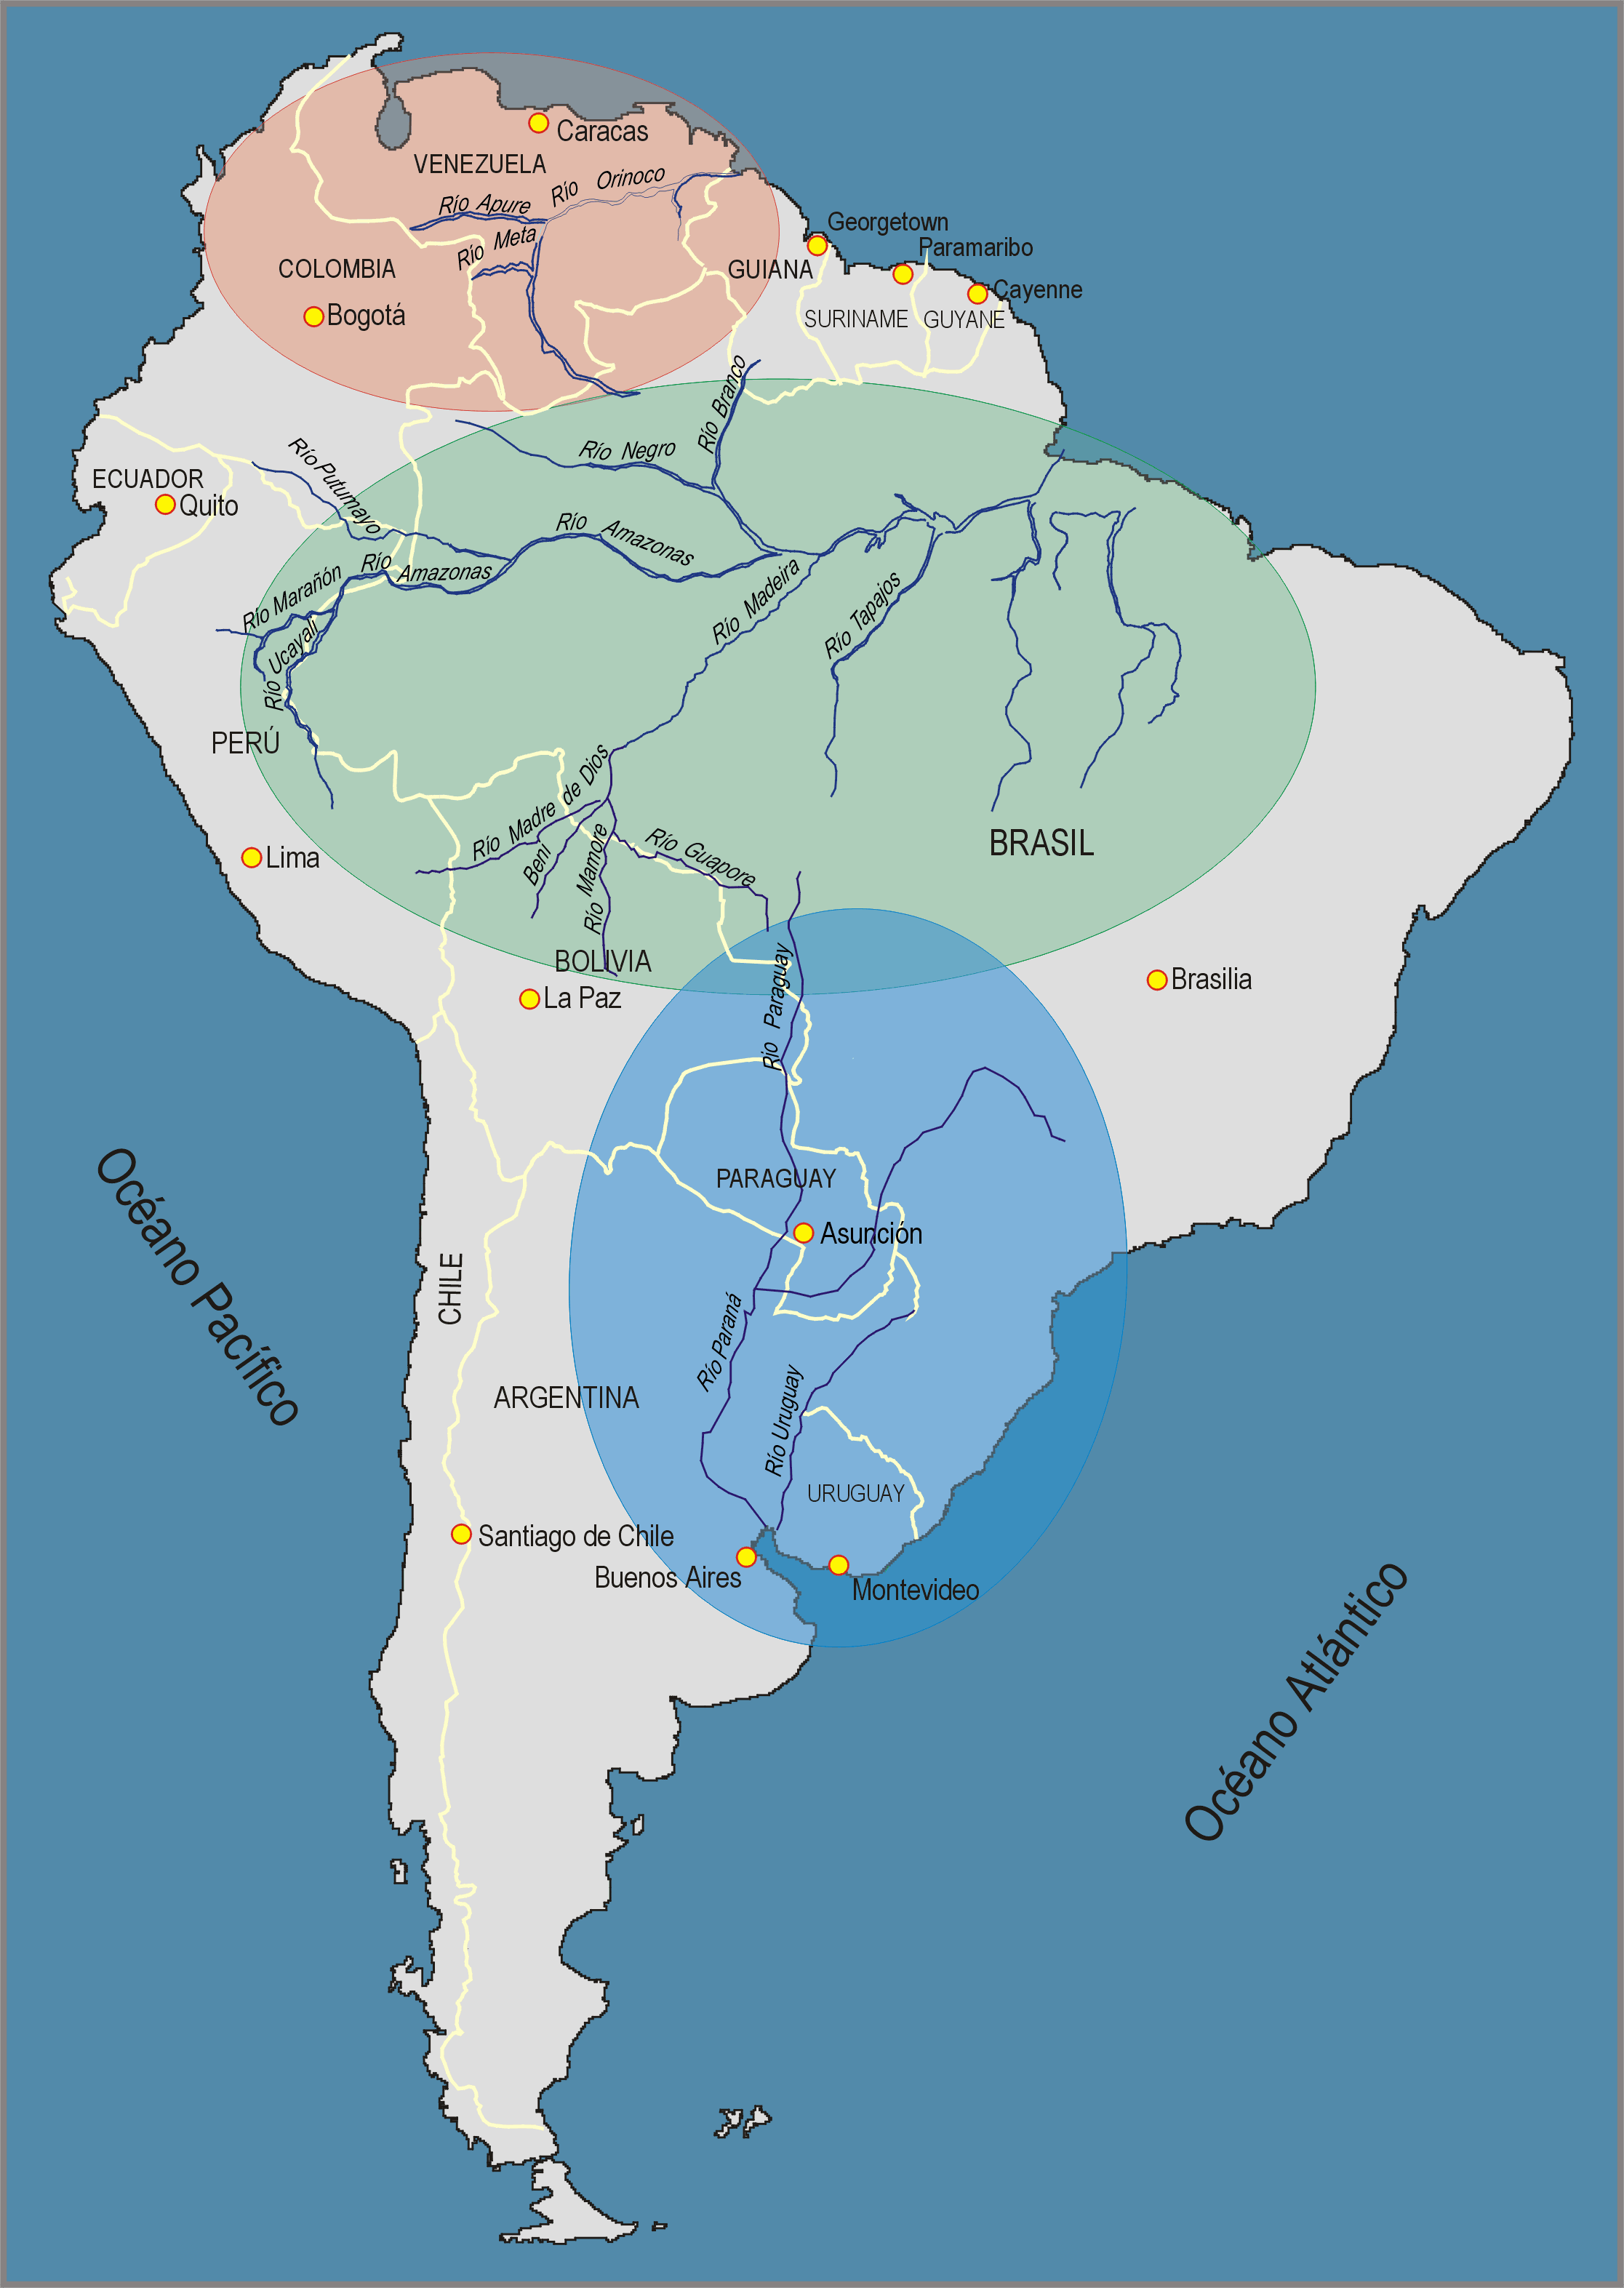 Caracas
VENEZUELA
Río Orinoco
Río Apure
Río Meta
Georgetown
Paramaribo
COLOMBIA
GUIANA
Cayenne
Bogotá
SURINAME
GUYANE
Río Branco
Río Negro
ECUADOR
Quito
Río Putumayo
Río Amazonas
Río Amazonas
Río Marañón
Río Madeira
Río Tapajos
Río Ucayali
PERÚ
Río Madre de Dios
BRASIL
Lima
Beni
Río Mamore
Río Guapore
BOLIVIA
La Paz
Brasilia
Rio Paraguay
PARAGUAY
Asunción
Océano Pacífico
CHILE
Río Paraná
ARGENTINA
Río Uruguay
URUGUAY
Santiago de Chile
Buenos Aires
Montevideo
Océano Atlántico